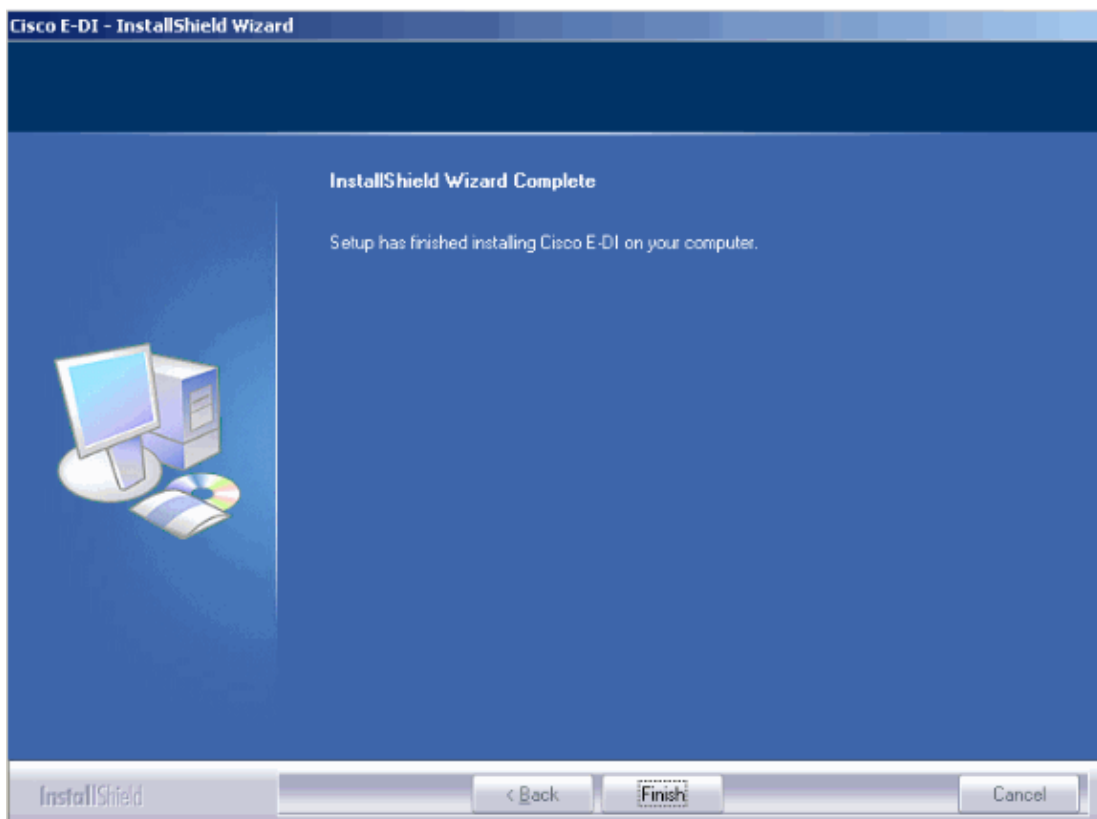 Cisco E-DI - InstallShield Wizard
InstallShield Wizard Complete
Setup has finished installing Cisco E-DI on your computer.
InstallShield
< Back
Finish
Cancel